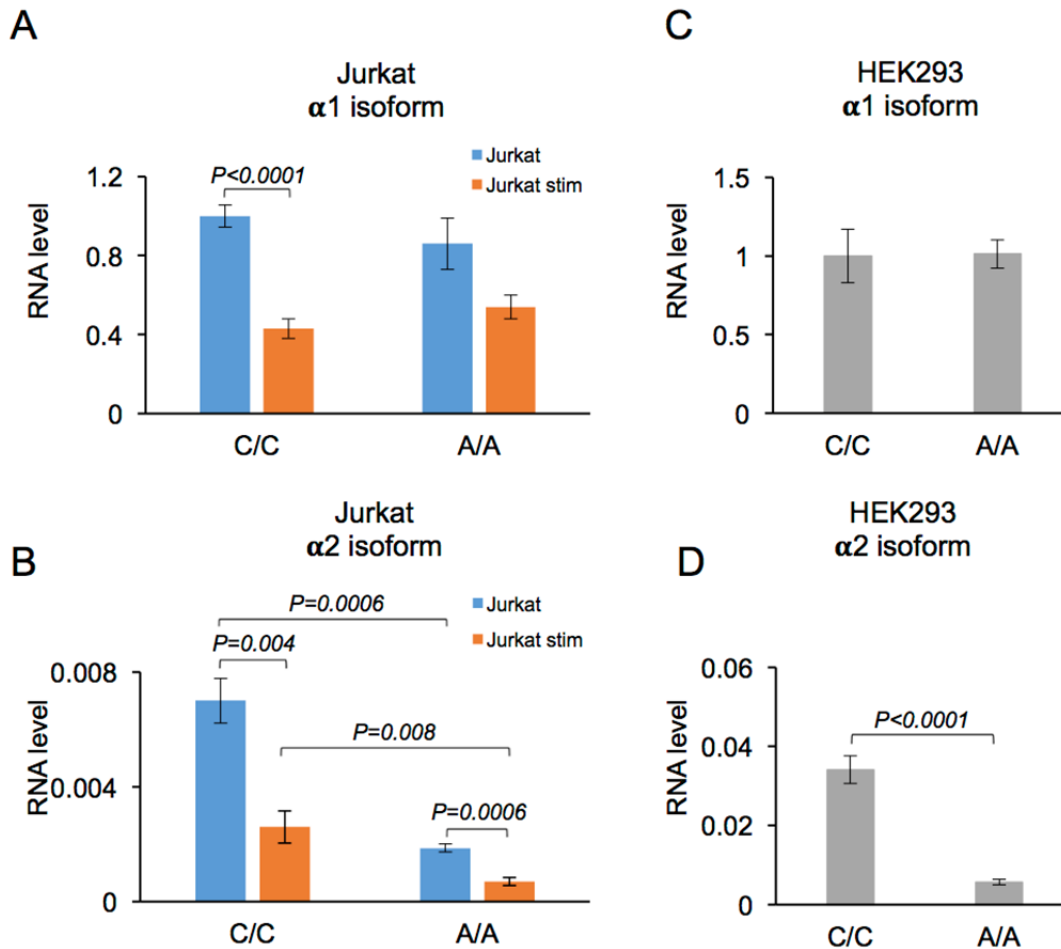 A
Jurkat
α1 isoform
Jurkat
Jurkat stim
P<0.0001
RNA level
1.2
0.8
0.4
0
C/C
A/A
C
HEK293
α1 isoform
RNA level
1.5
1
0.5
0
C/C
A/A
B
Jurkat
α2 isoform
Jurkat
Jurkat stim
P=0.0006
P=0.004
P=0.008
P=0.0006
RNA level
0.008
0.004
0
C/C
A/A
D
HEK293
α2 isoform
P<0.0001
RNA level
0.06
0.04
0.02
0
C/C
A/A